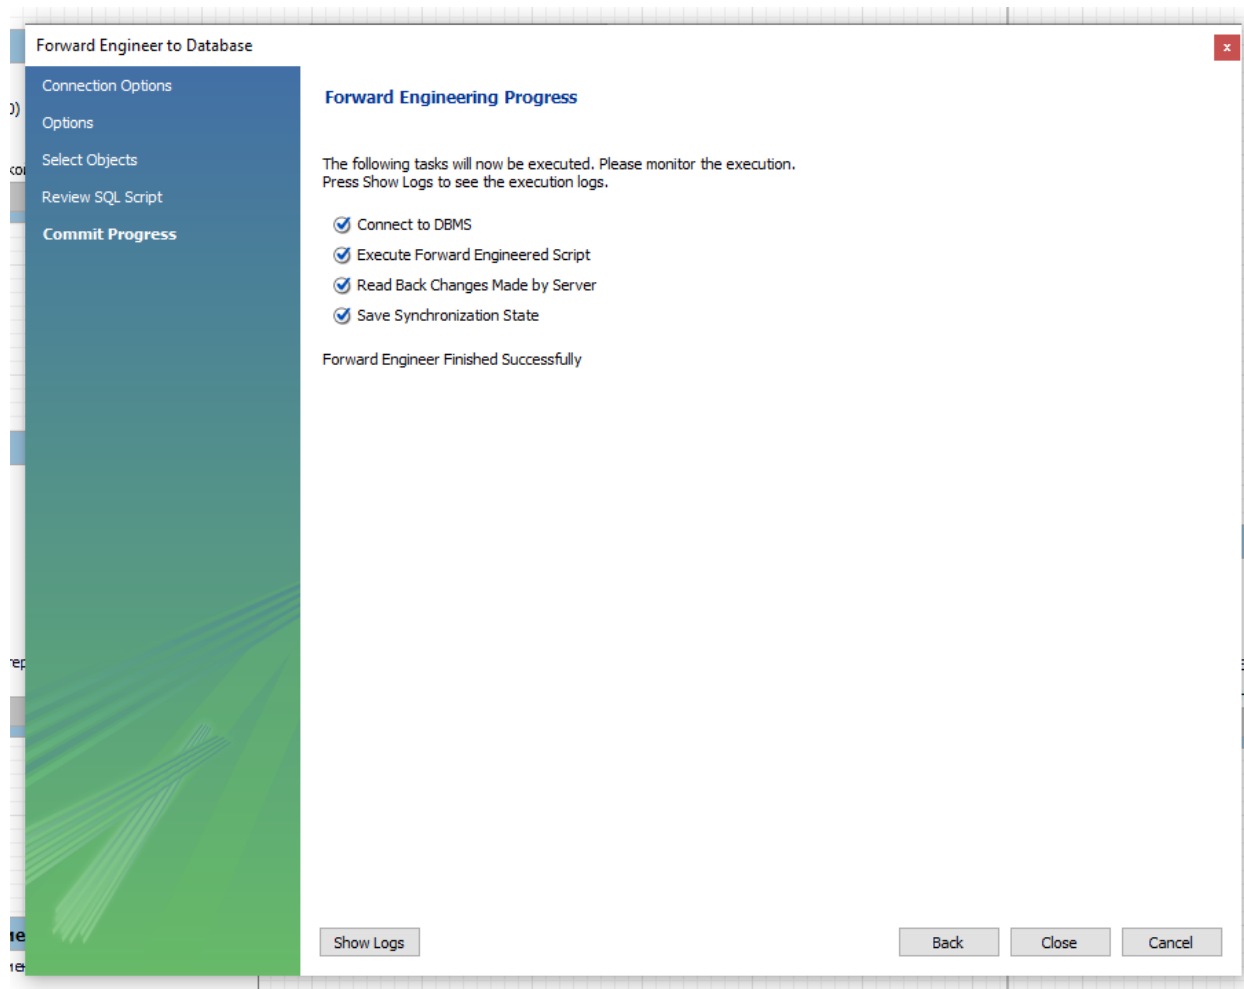 Forward Engineer to Database
x
Connection Options
Options
Select Objects
Review SQL Script
Commit Progress
Forward Engineering Progress
The following tasks will now be executed. Please monitor the execution.
Press Show Logs to see the execution logs.
Connect to DBMS
Execute Forward Engineered Script
Read Back Changes Made by Server
Save Synchronization State
Forward Engineer Finished Successfully
Show Logs
Back
Close
Cancel